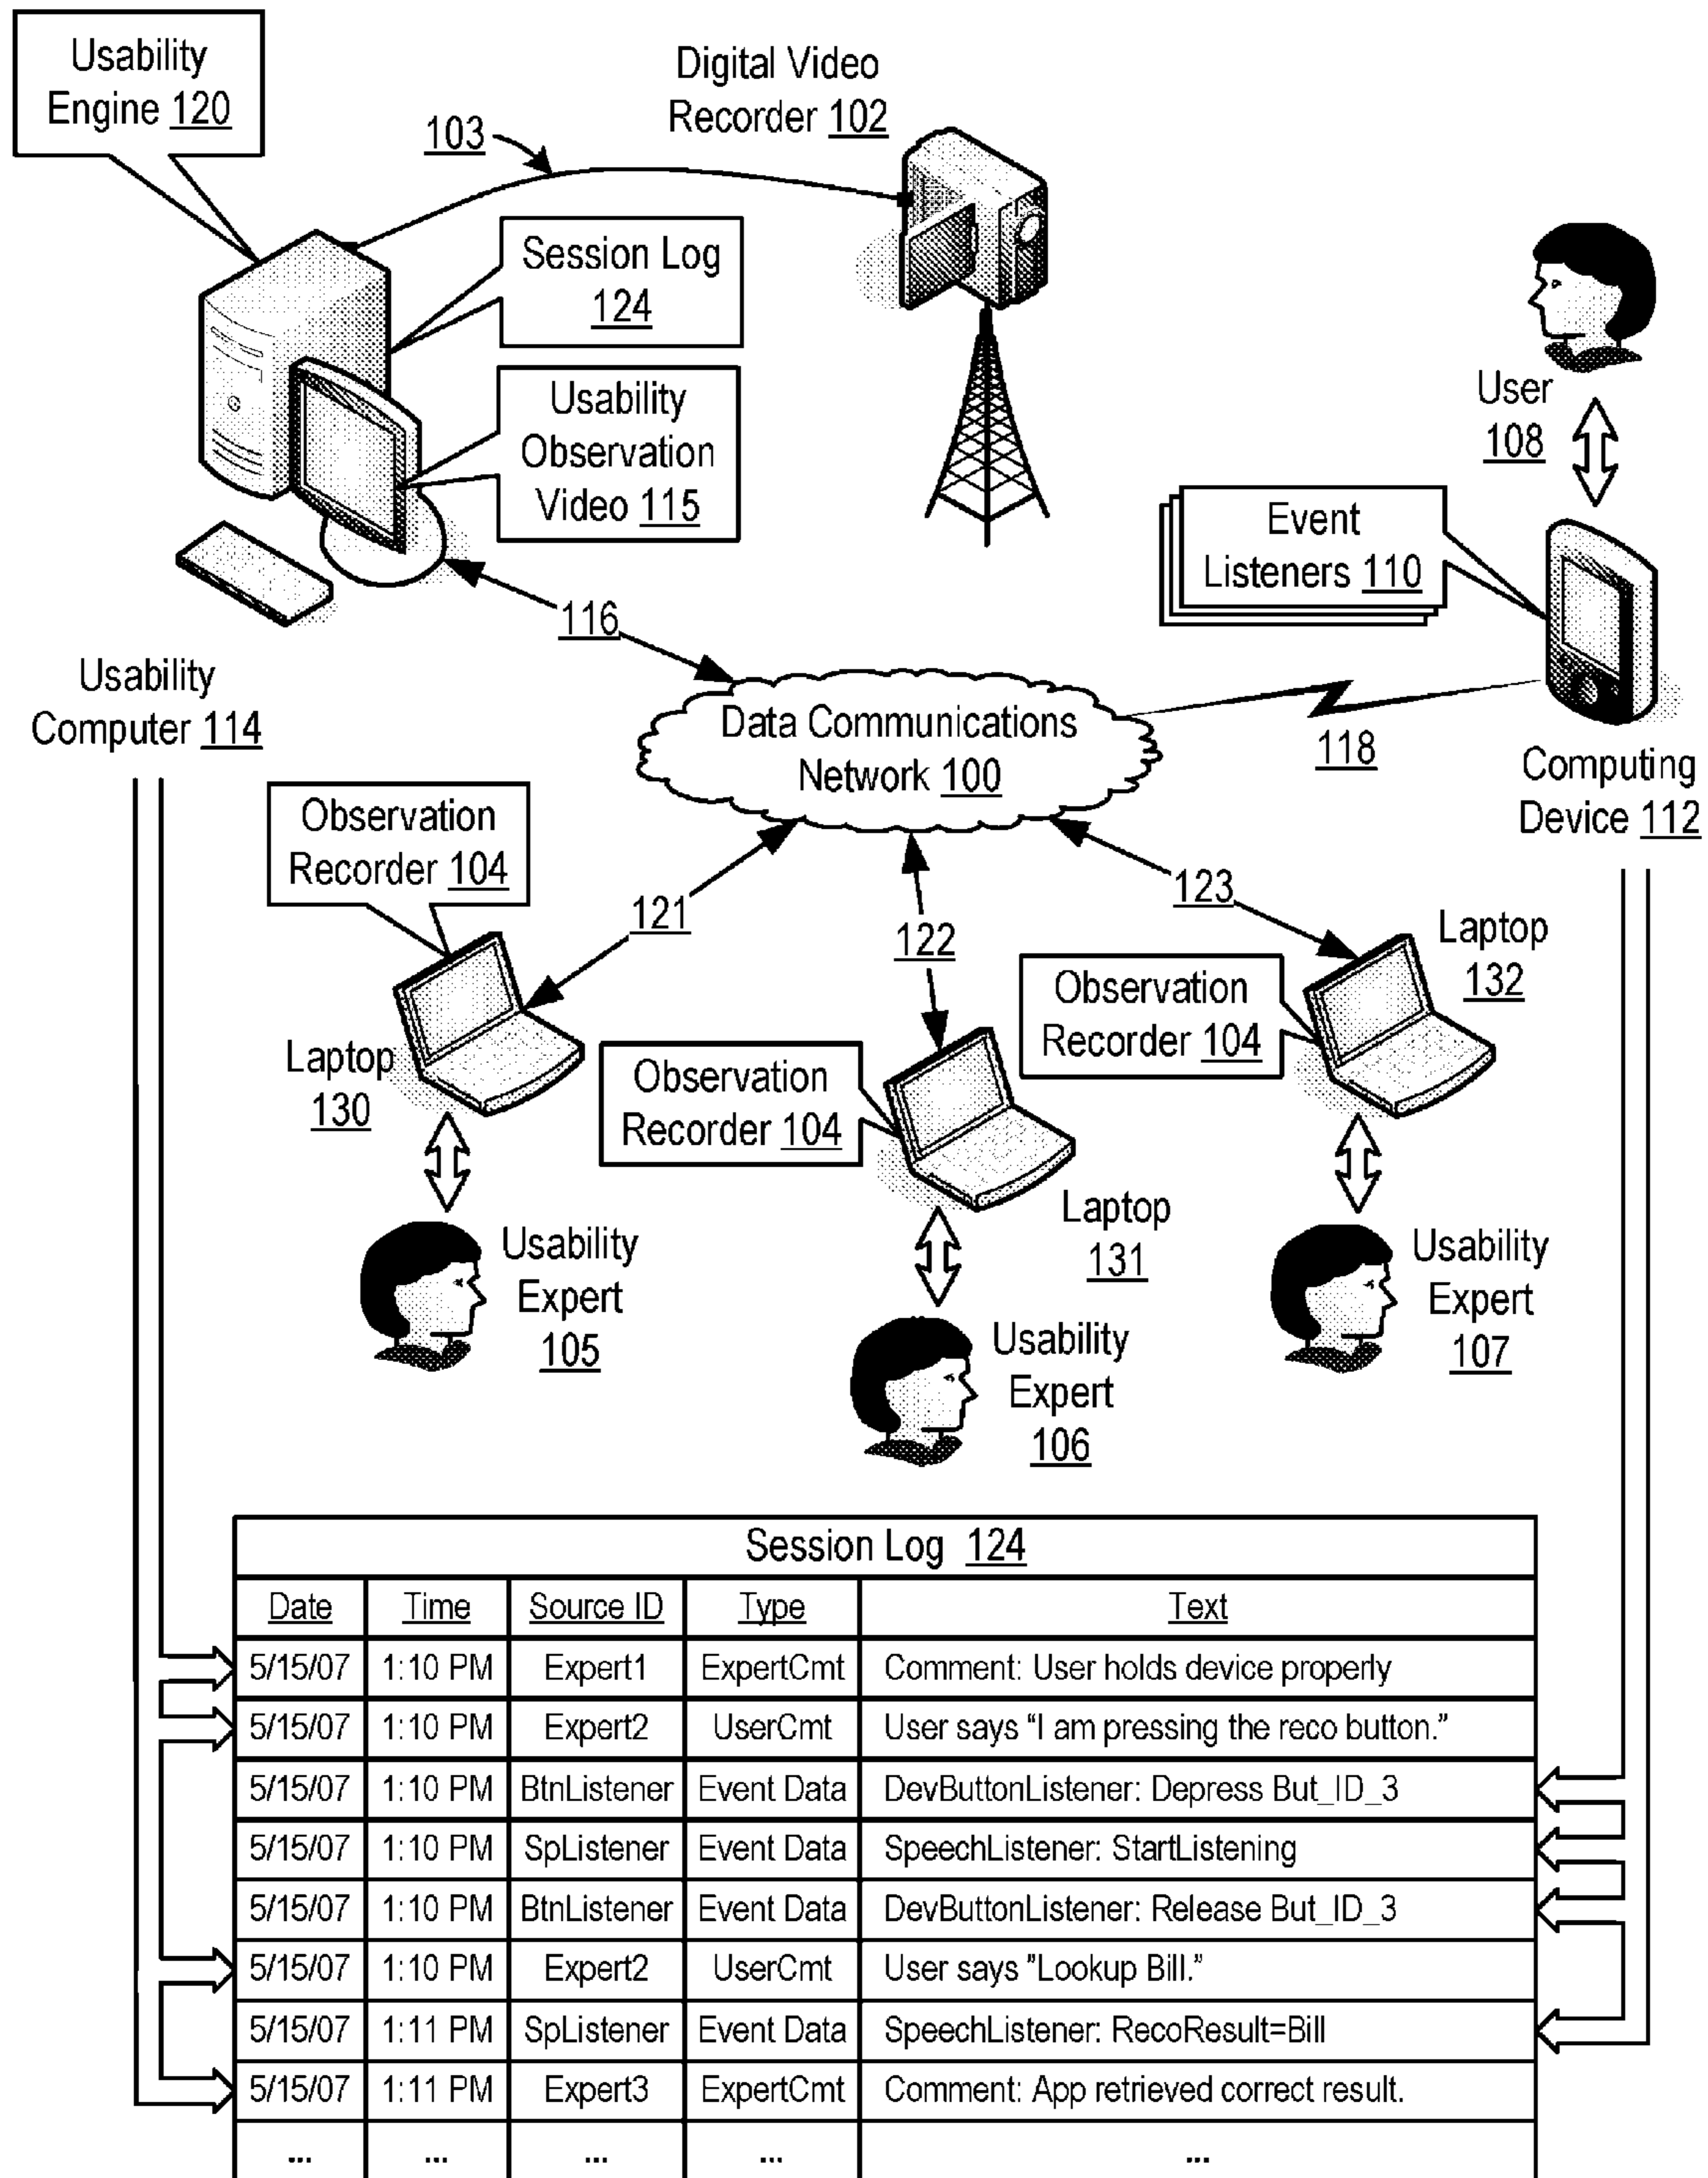 Usability
Engine 120
Digital Video
Recorder 102
103
Session Log
124
Usability
Observation
Video 115
User
108
Event
Listeners 110
116
Usability
Computer 114
Data Communications
Network 100
118
Computing
Device 112
Observation
Recorder 104
121
122
123
Laptop
132
Observation
Recorder 104
Laptop
130
Observation
Recorder 104
Laptop
131
Usability
Expert
105
Usability
Expert
106
Usability
Expert
107
Session Log 124
Date Time Source ID Type Text
5/15/07 1:10 PM Expert1 ExpertCmt Comment: User holds device properly
5/15/07 1:10 PM Expert2 UserCmt User says “I am pressing the reco button.”
5/15/07 1:10 PM BtnListener Event Data DevButtonListener: Depress But_ID_3
5/15/07 1:10 PM SpListener Event Data SpeechListener: StartListening
5/15/07 1:10 PM BtnListener Event Data DevButtonListener: Release But_ID_3
5/15/07 1:10 PM Expert2 UserCmt User says "Lookup Bill.”
5/15/07 1:11 PM SpListener Event Data SpeechListener: RecoResult=Bill
5/15/07 1:11 PM Expert3 ExpertCmt Comment: App retrieved correct result.
... ... ... ... ...